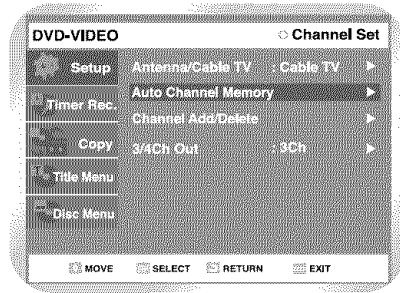 DVD-VIDEO Channel Set
Setup Antenna/Cable TV : Cable TV
Auto Channel Memory
Timer Rec.
Channel Add/Delete
Copy 3/4Ch Out : 3Ch
Title Menu
Disc Menu
MOVE SELECT RETURN EXIT